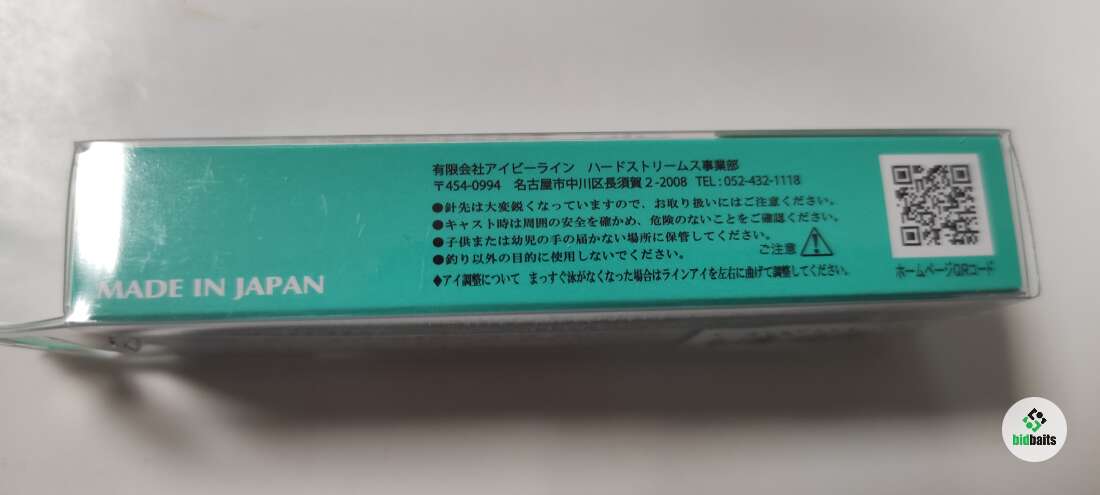 有限会社アイビーライン ハードストリームス事業部
〒454-0994 名古屋市中川区長須賀2-2008 TEL:052-432-1118
●針先は大変鋭くなっていますので、お取り扱いにはご注意ください。
●キャスト時は周囲の安全を確かめ、危険のないことをご確認ください。
●子供または幼児の手の届かない場所に保管してください。
●釣り以外の目的に使用しないでください。
ご注意
♦アイ調整について まっすぐ泳がなくなった場合はラインアイを左右に曲げて調整してください。
ホームページQRコード
MADE IN JAPAN
bidbaits